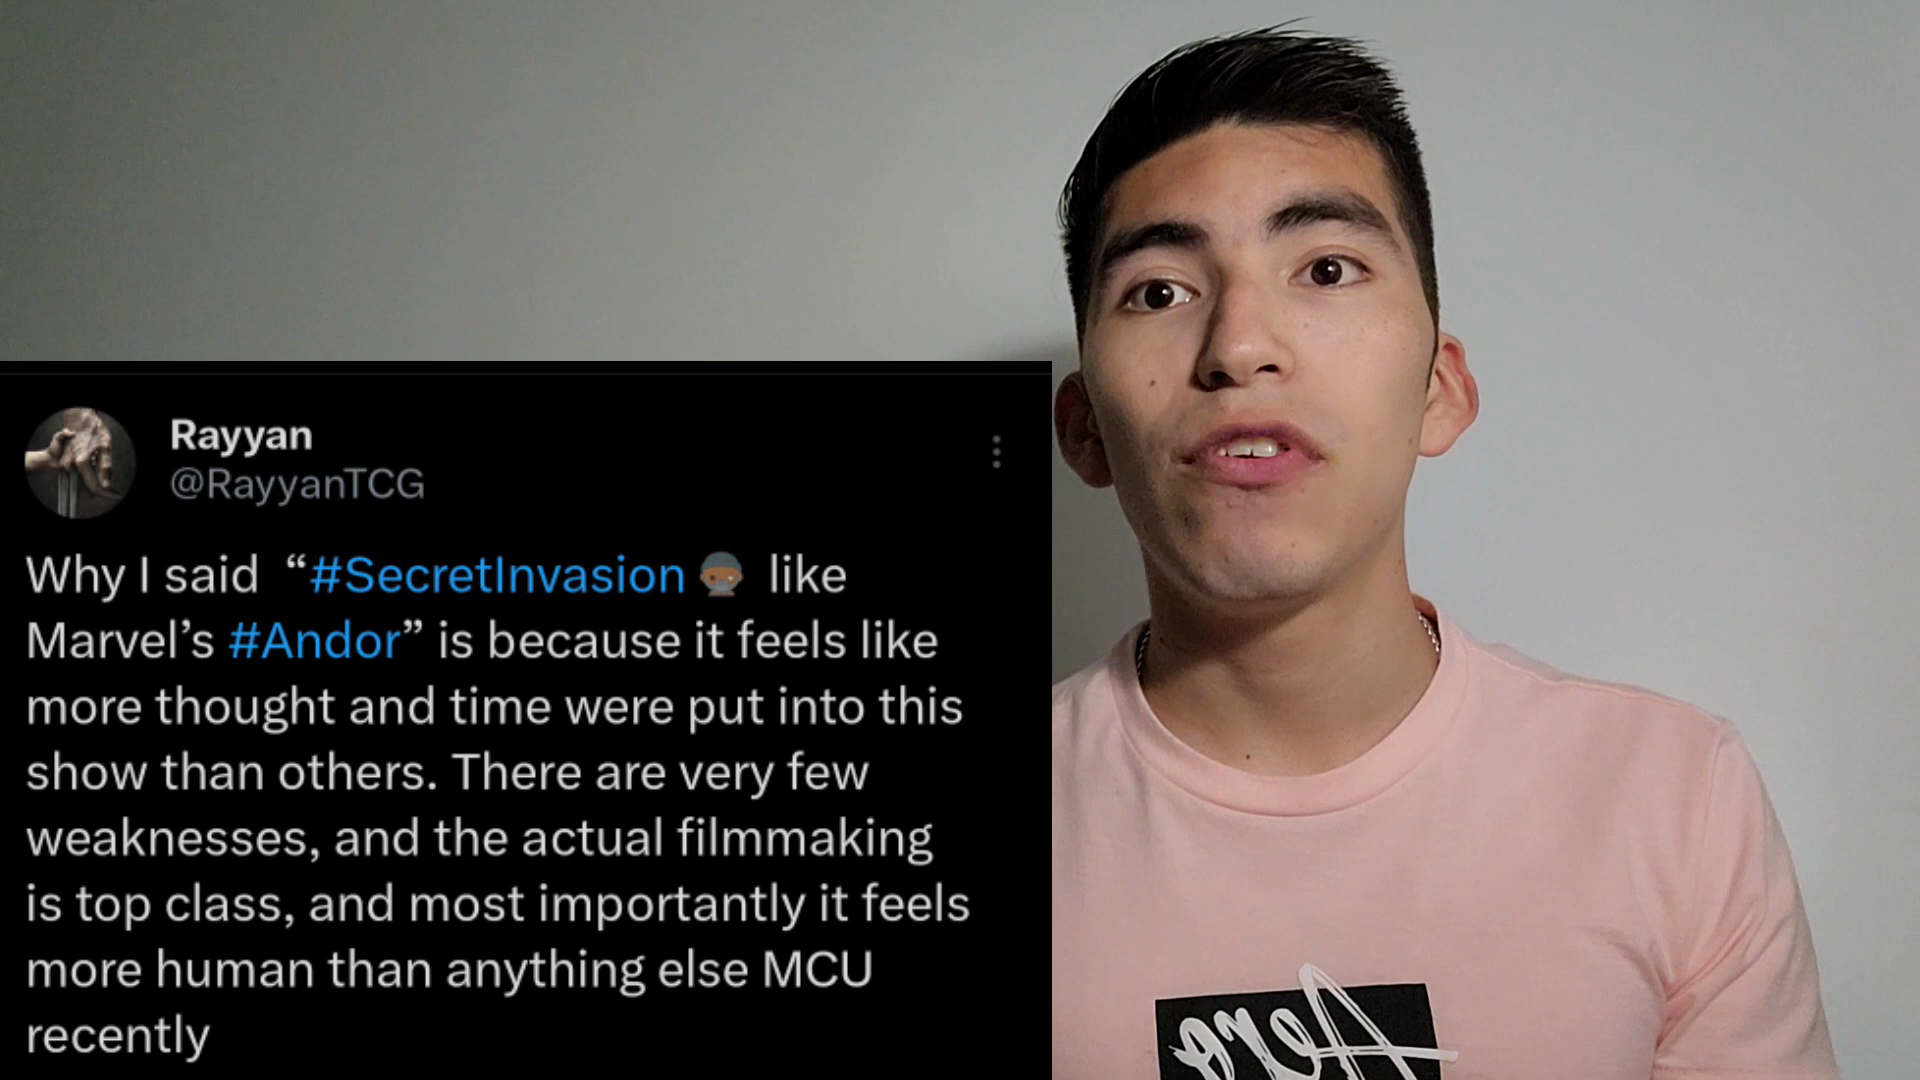 Rayyan
@RayyanTCG
Why I said “#SecretInvasion like
Marvel’s #Andor” is because it feels like
more thought and time were put into this
show than others. There are very few
weaknesses, and the actual filmmaking
is top class, and most importantly it feels
more human than anything else MCU
recently
Aero